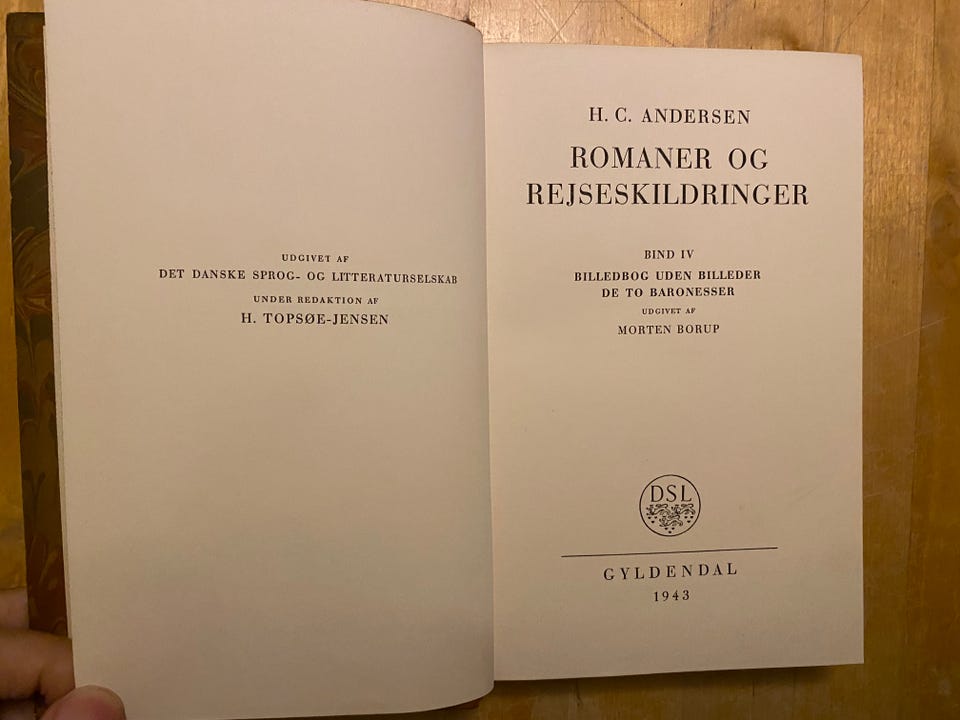 UDGIVET AF
DET DANSKE SPROG- OG LITTERATURSELSKAB
UNDER REDAKTION AF
H. TOPSØE-JENSEN
H. C. ANDERSEN
ROMANER OG
REJSESKILDRINGER
BIND IV
BILLEDBOG UDEN BILLEDER
DE TO BARONESSER
UDGIVET AF
MORTEN BORUP
DSL
GYLDENDAL
1943